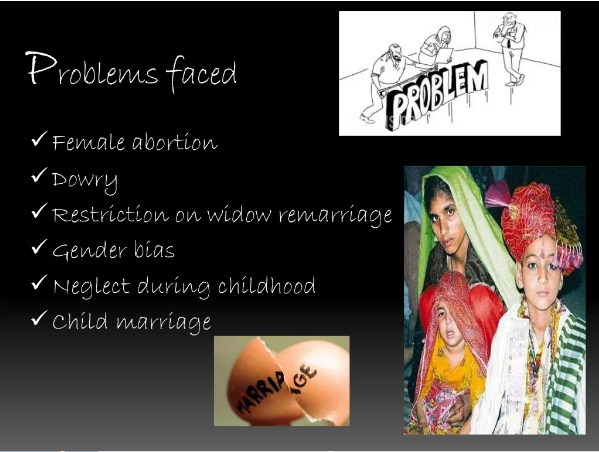 Problems faced
PROBLEM
Female abortion
Dowry
Restriction on widow remarriage
Gender bias
Neglect during childhood
Child marriage
MARRIAGE